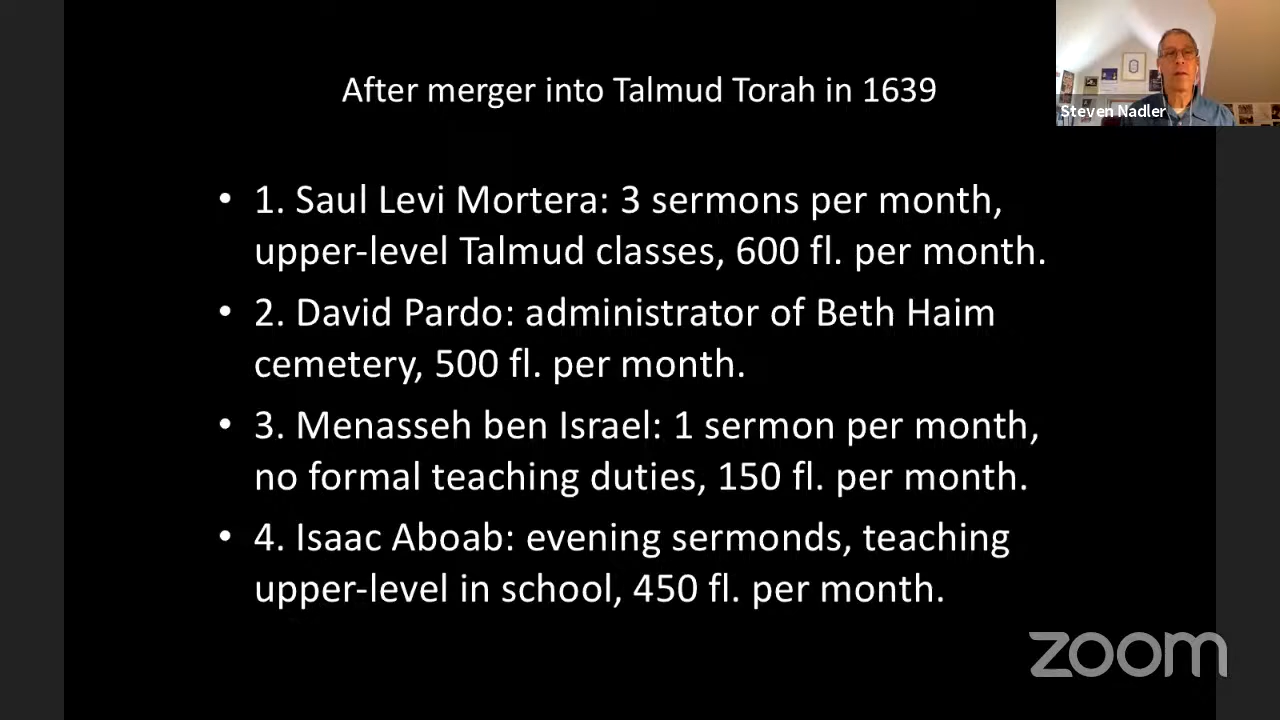 After merger into Talmud Torah in 1639
Steven Nadler
• 1. Saul Levi Mortera: 3 sermons per month,
upper-level Talmud classes, 600 fl. per month.
• 2. David Pardo: administrator of Beth Haim
cemetery, 500 fl. per month.
• 3. Menasseh ben Israel: 1 sermon per month,
no formal teaching duties, 150 fl. per month.
• 4. Isaac Aboab: evening sermonds, teaching
upper-level in school, 450 fl. per month.
zoom